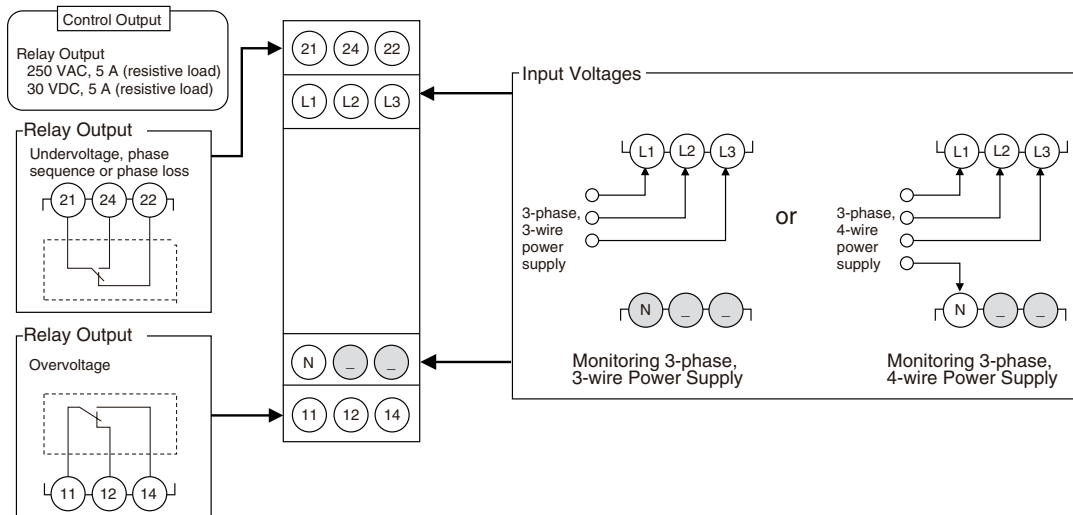 Control Output
Relay Output
250 VAC, 5 A (resistive load)
30 VDC, 5 A (resistive load)
Relay Output
Undervoltage, phase
sequence or phase loss
21 24 22
Relay Output
Overvoltage
11 12 14
21 24 22
L1 L2 L3
N _ _
11 12 14
Input Voltages
L1 L2 L3
3-phase,
3-wire
power
supply
N _ _
Monitoring 3-phase,
3-wire Power Supply
or
L1 L2 L3
3-phase,
4-wire
power
supply
N _ _
Monitoring 3-phase,
4-wire Power Supply